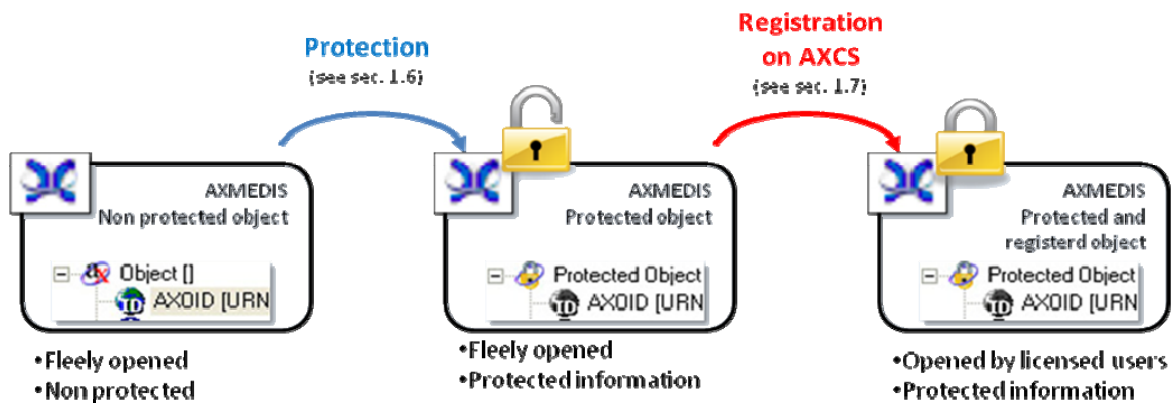 Protection
(see sec. 1.6)
Registration
on AXCS
(see sec. 1.7)
AXMEDIS
Non protected object
Object []
AXOID [URN
•Fleely opened
•Non protected
AXMEDIS
Protected object
Protected Object
AXOID [URN
•Fleely opened
•Protected information
AXMEDIS
Protected and
registerd object
Protected Object
AXOID [URN
•Opened by licensed users
•Protected information